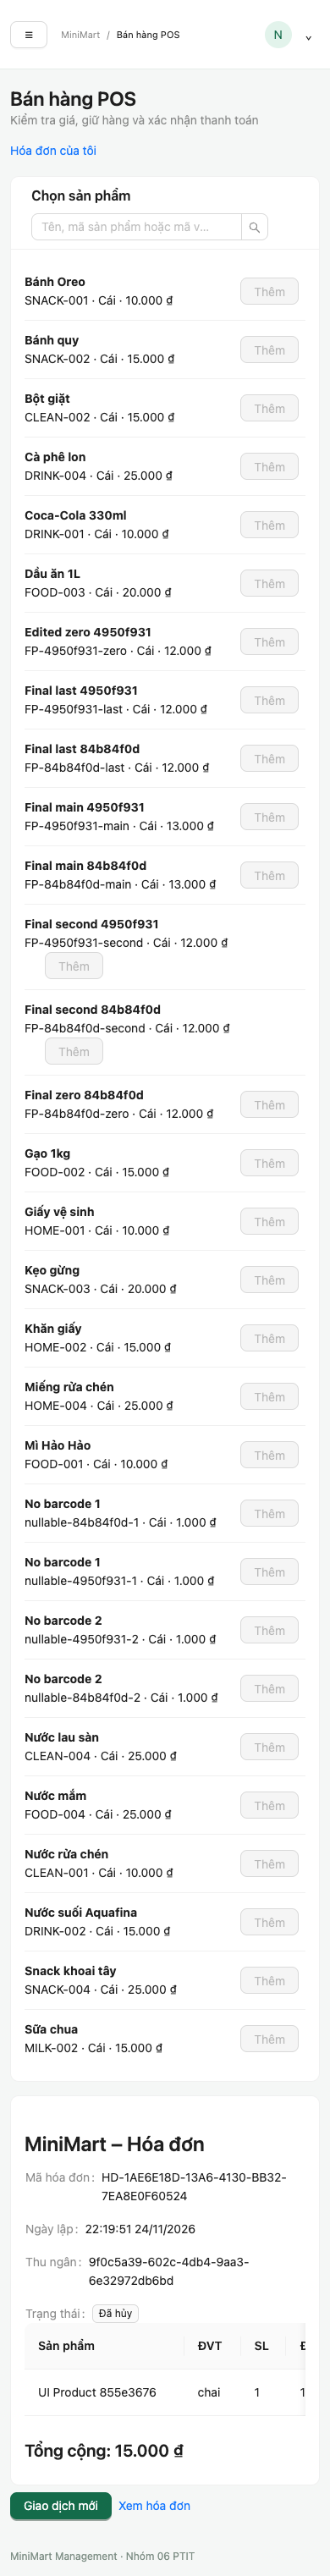 ≡
MiniMart / Bán hàng POS
N
Bán hàng POS
Kiểm tra giá, giữ hàng và xác nhận thanh toán
Hóa đơn của tôi
Chọn sản phẩm
Tên, mã sản phẩm hoặc mã v...
Bánh Oreo
SNACK-001 · Cái · 10.000 ₫
Thêm
Bánh quy
SNACK-002 · Cái · 15.000 ₫
Thêm
Bột giặt
CLEAN-002 · Cái · 15.000 ₫
Thêm
Cà phê lon
DRINK-004 · Cái · 25.000 ₫
Thêm
Coca-Cola 330ml
DRINK-001 · Cái · 10.000 ₫
Thêm
Dầu ăn 1L
FOOD-003 · Cái · 20.000 ₫
Thêm
Edited zero 4950f931
FP-4950f931-zero · Cái · 12.000 ₫
Thêm
Final last 4950f931
FP-4950f931-last · Cái · 12.000 ₫
Thêm
Final last 84b84f0d
FP-84b84f0d-last · Cái · 12.000 ₫
Thêm
Final main 4950f931
FP-4950f931-main · Cái · 13.000 ₫
Thêm
Final main 84b84f0d
FP-84b84f0d-main · Cái · 13.000 ₫
Thêm
Final second 4950f931
FP-4950f931-second · Cái · 12.000 ₫
Thêm
Final second 84b84f0d
FP-84b84f0d-second · Cái · 12.000 ₫
Thêm
Final zero 84b84f0d
FP-84b84f0d-zero · Cái · 12.000 ₫
Thêm
Gạo 1kg
FOOD-002 · Cái · 15.000 ₫
Thêm
Giấy vệ sinh
HOME-001 · Cái · 10.000 ₫
Thêm
Kẹo gừng
SNACK-003 · Cái · 20.000 ₫
Thêm
Khăn giấy
HOME-002 · Cái · 15.000 ₫
Thêm
Miếng rửa chén
HOME-004 · Cái · 25.000 ₫
Thêm
Mì Hảo Hảo
FOOD-001 · Cái · 10.000 ₫
Thêm
No barcode 1
nullable-84b84f0d-1 · Cái · 1.000 ₫
Thêm
No barcode 1
nullable-4950f931-1 · Cái · 1.000 ₫
Thêm
No barcode 2
nullable-4950f931-2 · Cái · 1.000 ₫
Thêm
No barcode 2
nullable-84b84f0d-2 · Cái · 1.000 ₫
Thêm
Nước lau sàn
CLEAN-004 · Cái · 25.000 ₫
Thêm
Nước mắm
FOOD-004 · Cái · 25.000 ₫
Thêm
Nước rửa chén
CLEAN-001 · Cái · 10.000 ₫
Thêm
Nước suối Aquafina
DRINK-002 · Cái · 15.000 ₫
Thêm
Snack khoai tây
SNACK-004 · Cái · 25.000 ₫
Thêm
Sữa chua
MILK-002 · Cái · 15.000 ₫
Thêm
MiniMart – Hóa đơn
Mã hóa đơn: HD-1AE6E18D-13A6-4130-BB32-
7EA8E0F60524
Ngày lập: 22:19:51 24/11/2026
Thu ngân: 9f0c5a39-602c-4db4-9aa3-
6e32972db6bd
Trạng thái: Đã hủy
Sản phẩm ĐVT SL
UI Product 855e3676 chai 1
Tổng cộng: 15.000 ₫
Giao dịch mới Xem hóa đơn
MiniMart Management · Nhóm 06 PTIT